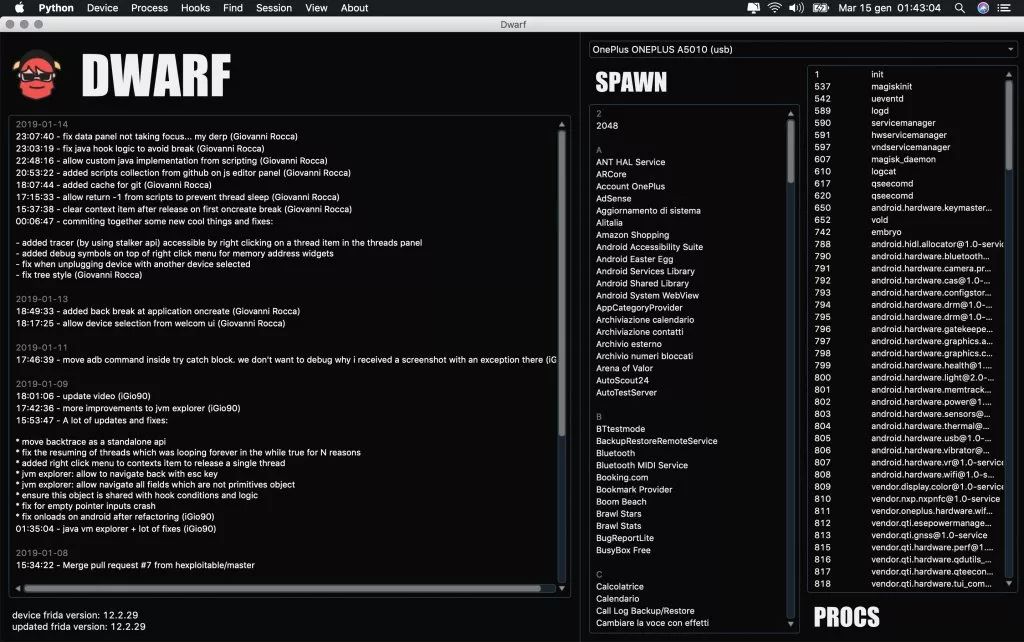 Python Device Process Hooks Find Session View About
Mar 15 gen 01:43:04
Dwarf
DWARF
2019-01-14
23:07:40 - fix data panel not taking focus... my derp (Giovanni Rocca)
23:03:19 - fix java hook logic to avoid break (Giovanni Rocca)
22:48:16 - allow custom java implementation from scripting (Giovanni Rocca)
20:53:22 - added scripts collection from github on js editor panel (Giovanni Rocca)
18:07:44 - added cache for git (Giovanni Rocca)
17:15:33 - allow return -1 from scripts to prevent thread sleep (Giovanni Rocca)
15:37:38 - clear context item after release on first oncreate break (Giovanni Rocca)
00:06:47 - commiting together some new cool things and fixes:
- added tracer (by using stalker api) accessible by right clicking on a thread item in the threads panel
- added debug symbols on top of right click menu for memory address widgets
- fix when unplugging device with another device selected
- fix tree style (Giovanni Rocca)
2019-01-13
18:49:33 - added back break at application oncreate (Giovanni Rocca)
18:17:25 - allow device selection from welcom ui (Giovanni Rocca)
2019-01-11
17:46:39 - move adb command inside try catch block. we don't want to debug why i received a screenshot with an exception there (iG
2019-01-09
18:01:06 - update video (iGio90)
17:42:36 - more improvements to jvm explorer (iGio90)
15:53:47 - A lot of updates and fixes:
* move backtrace as a standalone api
* fix the resuming of threads which was looping forever in the while true for N reasons
* added right click menu to contexts item to release a single thread
* jvm explorer: allow to navigate back with esc key
* jvm explorer: allow navigate all fields which are not primitives object
* ensure this object is shared with hook conditions and logic
* fix for empty pointer inputs crash
* fix onloads on android after refactoring (iGio90)
01:35:04 - java vm explorer + lot of fixes (iGio90)
2019-01-08
15:34:22 - Merge pull request #7 from hexploitable/master
device frida version: 12.2.29
updated frida version: 12.2.29
OnePlus ONEPLUS A5010 (usb)
SPAWN
2
2048
A
ANT HAL Service
ARCore
Account OnePlus
AdSense
Aggiornamento di sistema
Alitalia
Amazon Shopping
Android Accessibility Suite
Android Easter Egg
Android Services Library
Android Shared Library
Android System WebView
AppCategoryProvider
Archiviazione calendario
Archiviazione contatti
Archivio esterno
Archivio numeri bloccati
Arena of Valor
AutoScout24
AutoTestServer
B
BTtestmode
BackupRestoreRemoteService
Bluetooth
Bluetooth MIDI Service
Booking.com
Bookmark Provider
Boom Beach
Brawl Stars
Brawl Stats
BugReportLite
BusyBox Free
C
Calcolatrice
Calendario
Call Log Backup/Restore
Cambiare la voce con effetti
1 init
537 magiskinit
542 ueventd
589 logd
590 servicemanager
591 hwservicemanager
597 vndservicemanager
607 magisk_daemon
610 logcat
617 qseecomd
620 qseecomd
650 android.hardware.keymaster...
652 vold
742 embryo
788 android.hidl.allocator@1.0-servic
790 android.hardware.bluetooth...
791 android.hardware.camera.pr...
792 android.hardware.cas@1.0-...
793 android.hardware.configstor...
794 android.hardware.drm@1.0-...
795 android.hardware.drm@1.0-...
796 android.hardware.gatekeepe...
797 android.hardware.graphics.a...
798 android.hardware.graphics.c...
799 android.hardware.health@1....
800 android.hardware.light@2.0-...
801 android.hardware.memtrack...
802 android.hardware.power@1....
803 android.hardware.sensors@...
804 android.hardware.thermal@...
805 android.hardware.usb@1.0-...
806 android.hardware.vibrator@...
807 android.hardware.vr@1.0-service
808 android.hardware.wifi@1.0-s...
809 vendor.display.color@1.0-service
810 vendor.nxp.nxpnfc@1.0-service
811 vendor.oneplus.hardware.wif...
812 vendor.qti.esepowermanage...
813 vendor.qti.gnss@1.0-service
815 vendor.qti.hardware.perf@1....
816 vendor.qti.hardware.qdutils_...
817 vendor.qti.hardware.qteecon...
818 vendor.qti.hardware.tui_com...
PROCS